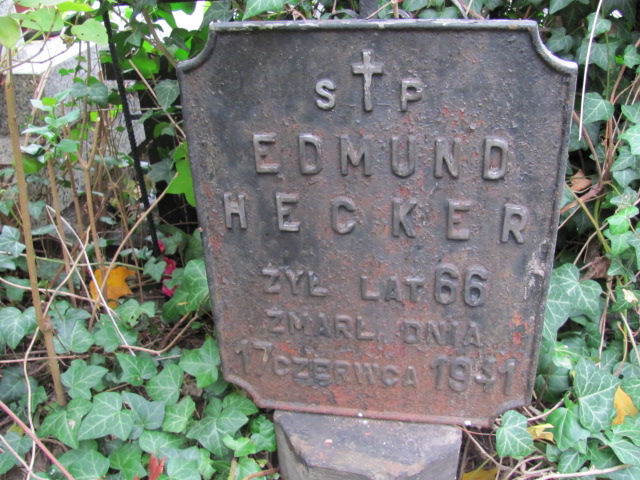 S P
EDMUND
HECKER
ŻYŁ LAT 66
ZMARŁ, DNIA
17 CZERWCA 1941